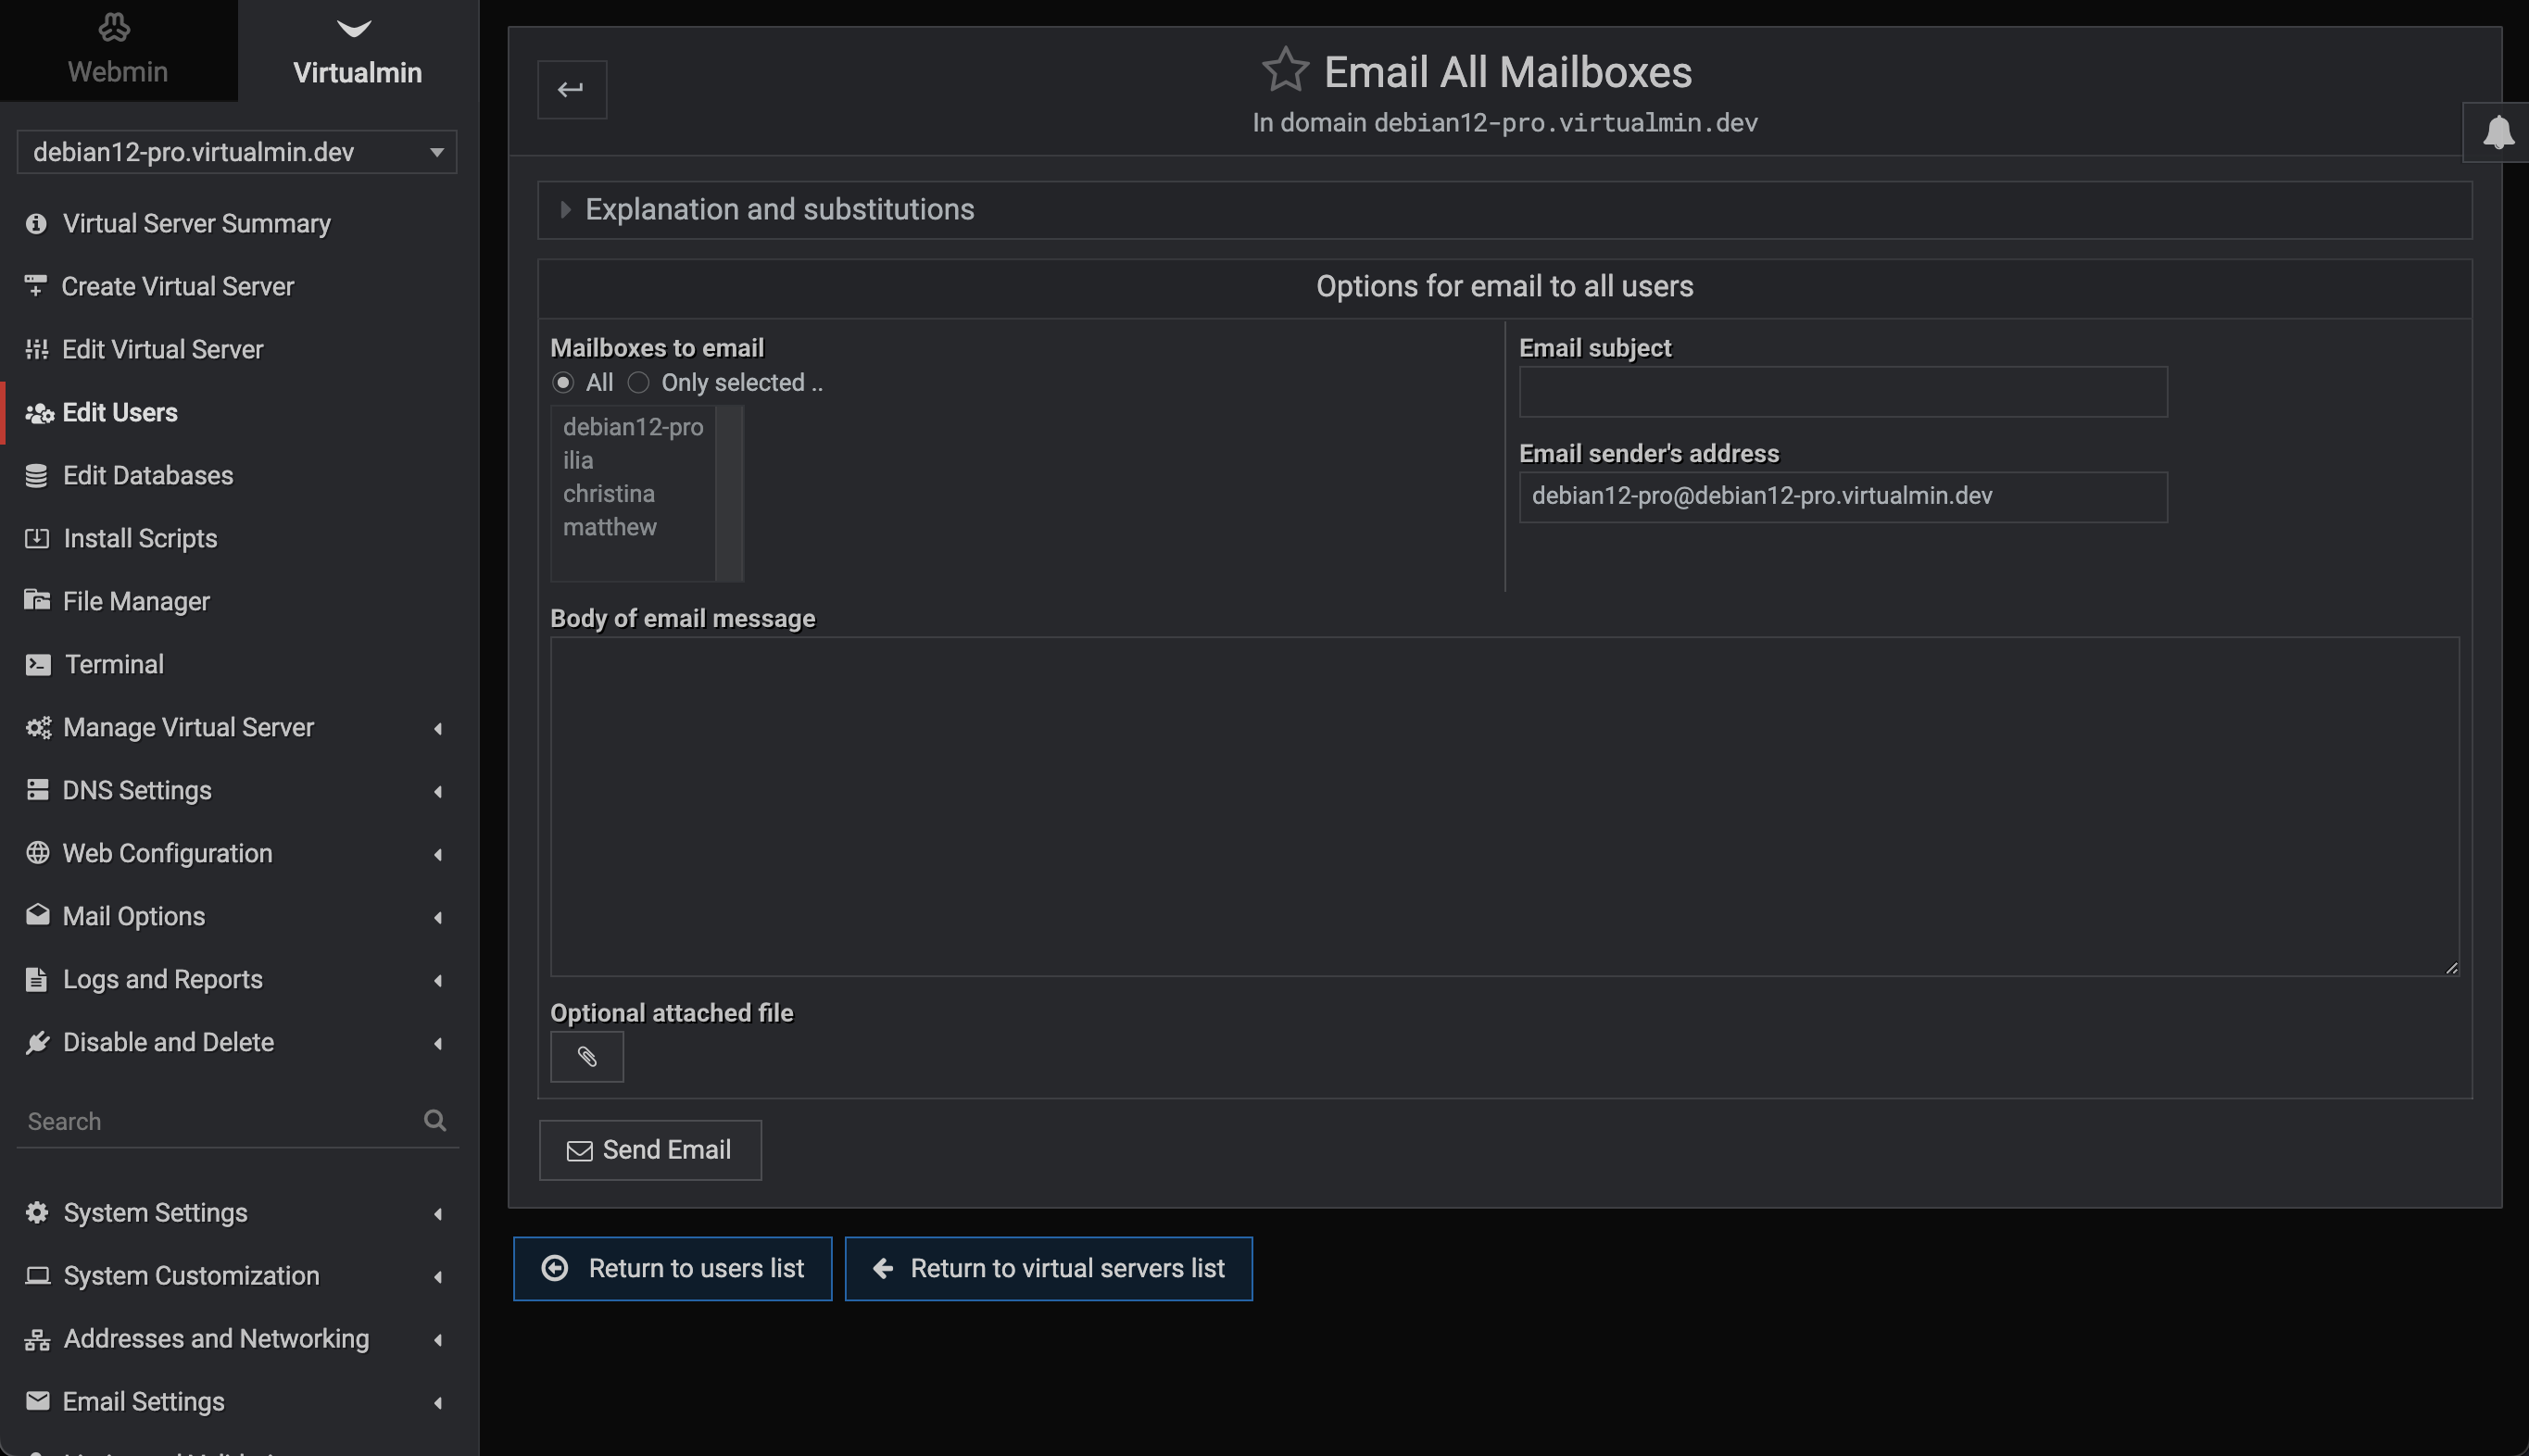 Webmin
Virtualmin
debian12-pro.virtualmin.dev
Virtual Server Summary
Create Virtual Server
Edit Virtual Server
Edit Users
Edit Databases
Install Scripts
File Manager
Terminal
Manage Virtual Server
DNS Settings
Web Configuration
Mail Options
Logs and Reports
Disable and Delete
Search
System Settings
System Customization
Addresses and Networking
Email Settings
Email All Mailboxes
In domain debian12-pro.virtualmin.dev
Explanation and substitutions
Options for email to all users
Mailboxes to email
All Only selected ..
debian12-pro
ilia
christina
matthew
Email subject
Email sender's address
debian12-pro@debian12-pro.virtualmin.dev
Body of email message
Optional attached file
Send Email
Return to users list
Return to virtual servers list